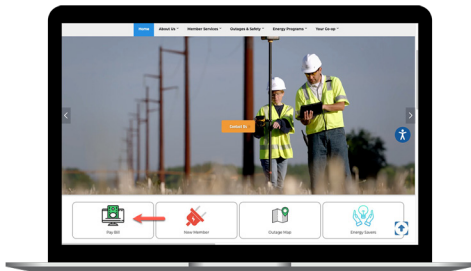 Home About Us Member Services Outages & Safety Energy Programs Your Co-op
Contact Us
Pay Bill New Member Outage Map Energy Savers